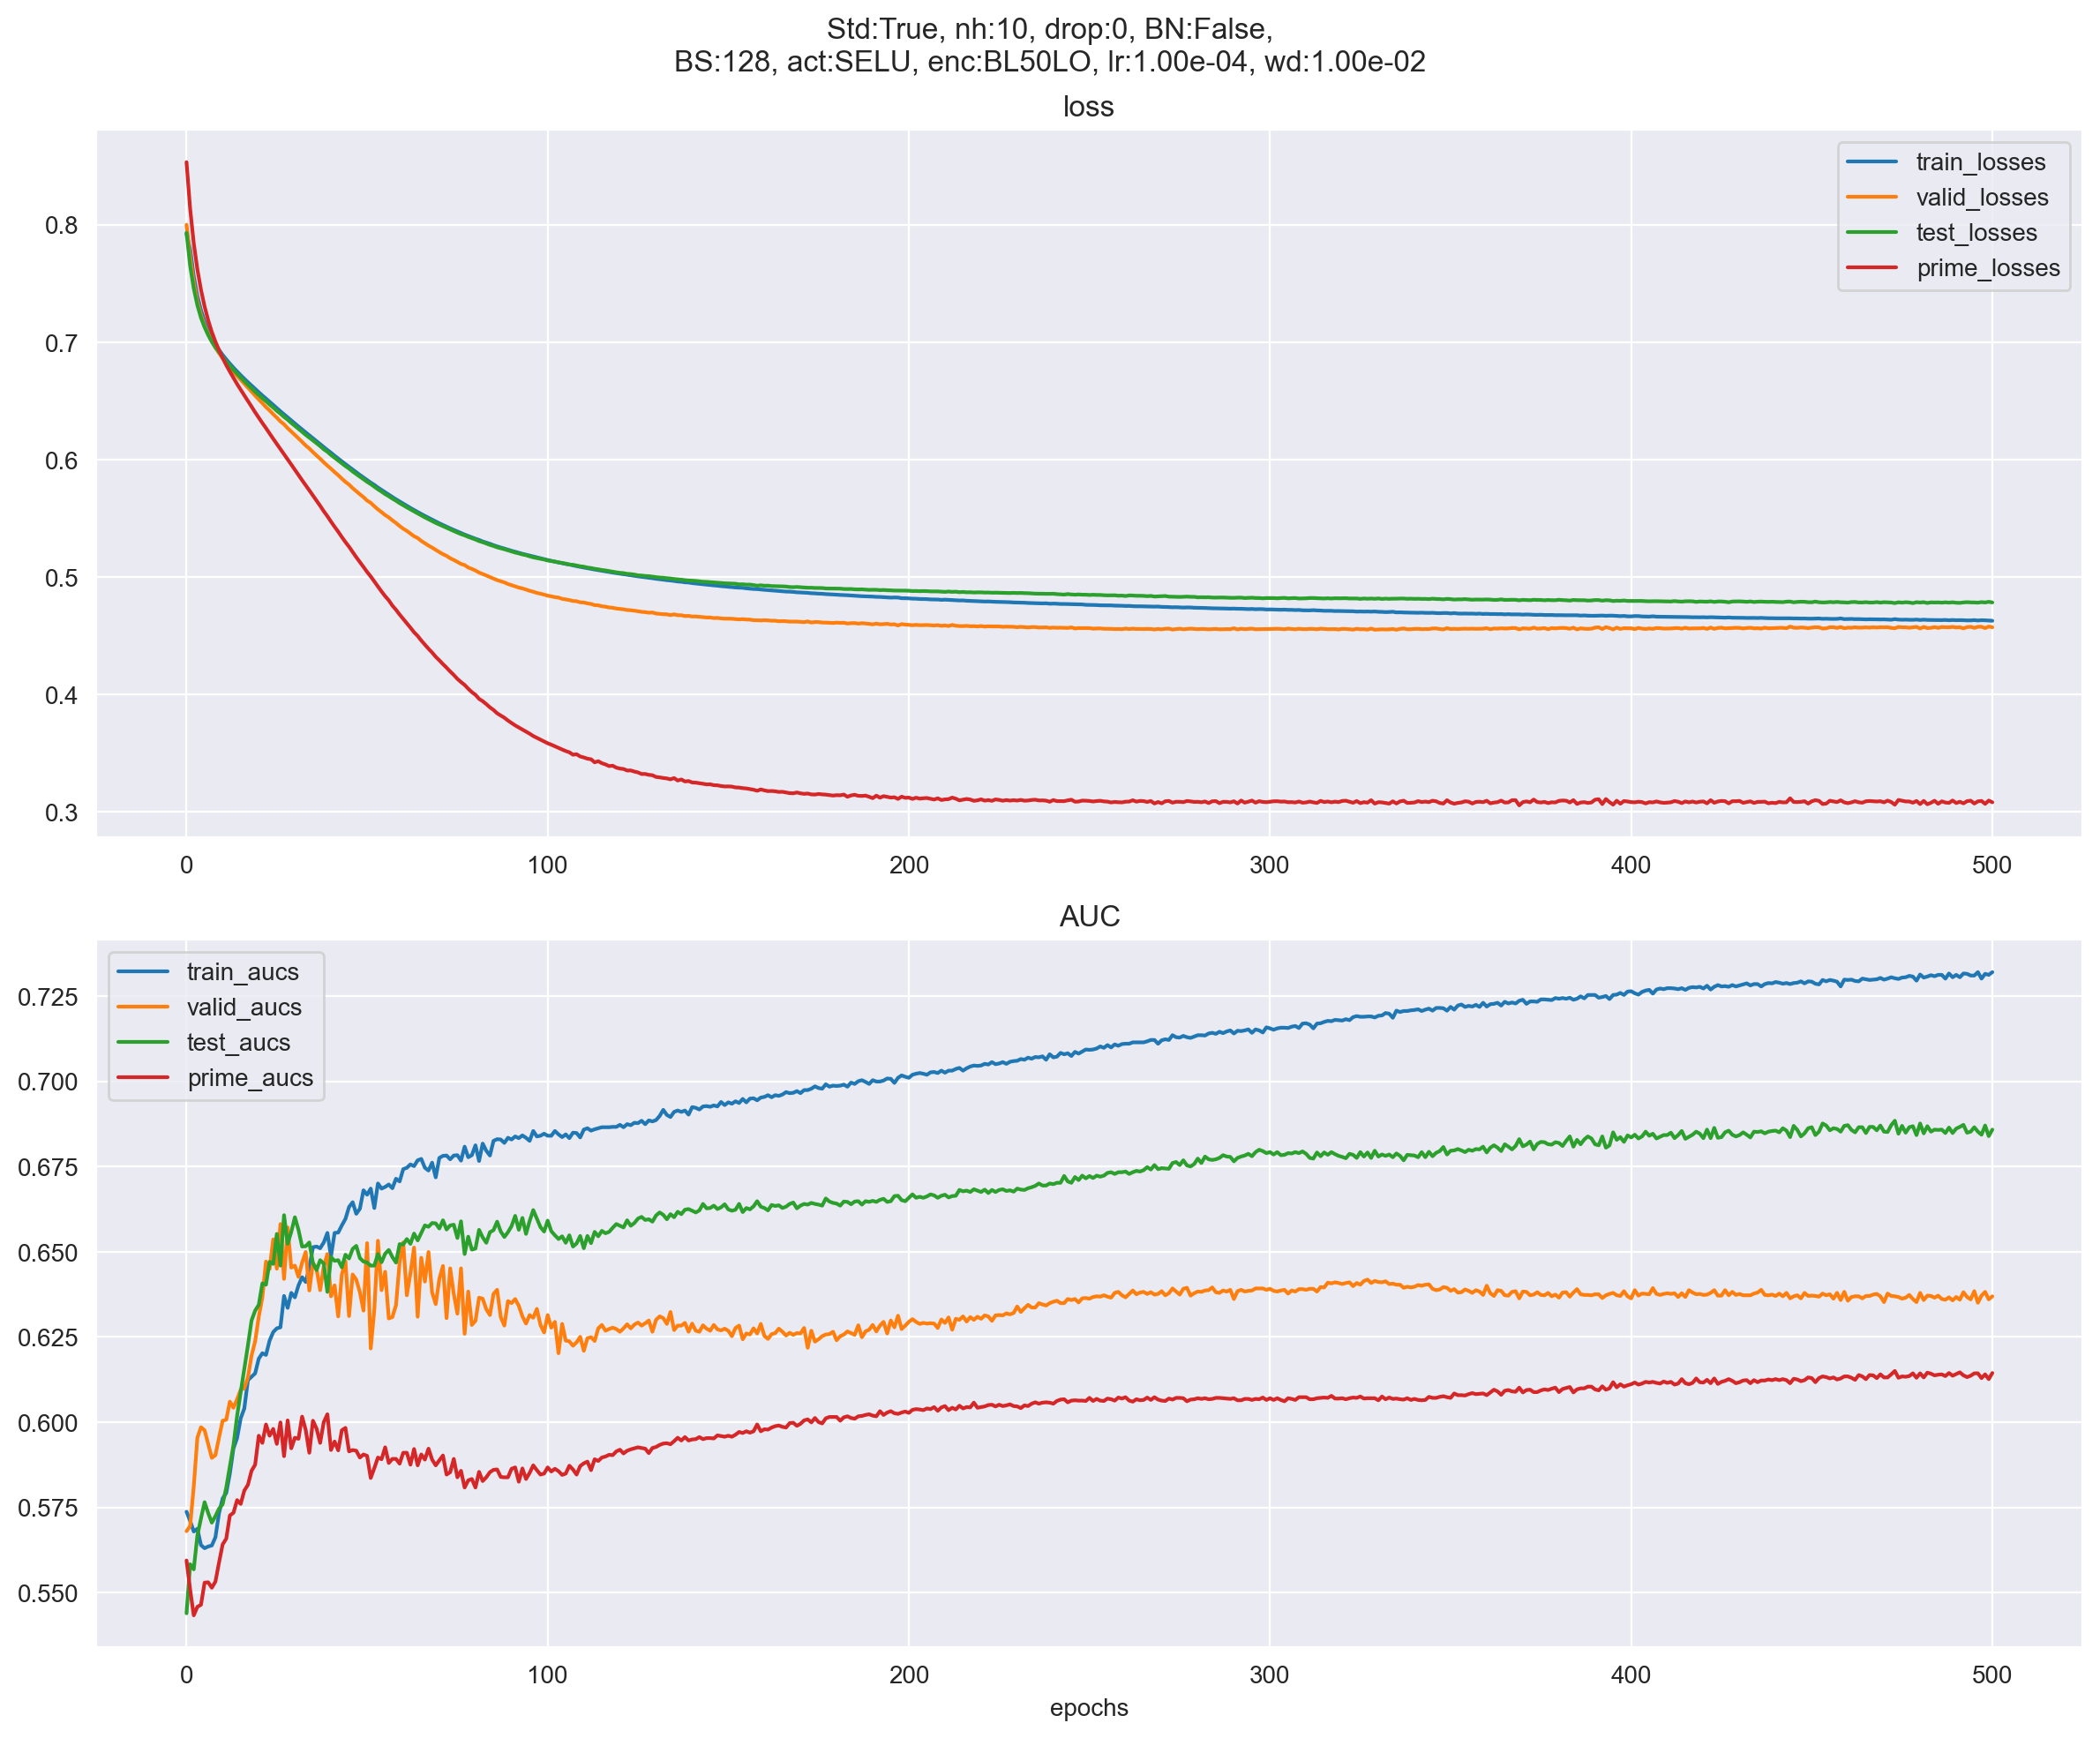 Std:True, nh:10, drop:0, BN:False,
BS:128, act:SELU, enc:BL50LO, lr:1.00e-04, wd:1.00e-02
loss
train_losses
valid_losses
test_losses
prime_losses
0.8
0.7
0.6
0.5
0.4
0.3
0 100 200 300 400 500
AUC
train_aucs
valid_aucs
test_aucs
prime_aucs
0.725
0.700
0.675
0.650
0.625
0.600
0.575
0.550
0 100 200 300 400 500
epochs